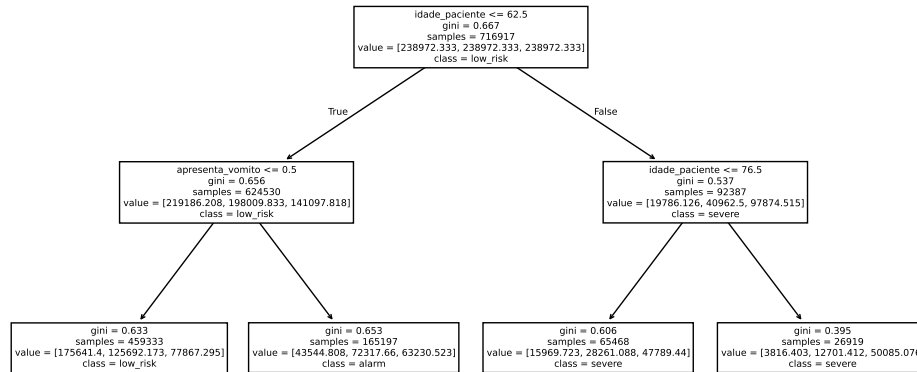 idade_paciente <= 62.5
gini = 0.667
samples = 716917
value = [238972.333, 238972.333, 238972.333]
class = low_risk
True
False
apresenta_vomito <= 0.5
gini = 0.656
samples = 624530
value = [219186.208, 198009.833, 141097.818]
class = low_risk
idade_paciente <= 76.5
gini = 0.537
samples = 92387
value = [19786.126, 40962.5, 97874.515]
class = severe
gini = 0.633
samples = 459333
value = [175641.4, 125692.173, 77867.295]
class = low_risk
gini = 0.653
samples = 165197
value = [43544.808, 72317.66, 63230.523]
class = alarm
gini = 0.606
samples = 65468
value = [15969.723, 28261.088, 47789.44]
class = severe
gini = 0.395
samples = 26919
value = [3816.403, 12701.412, 50085.076
class = severe